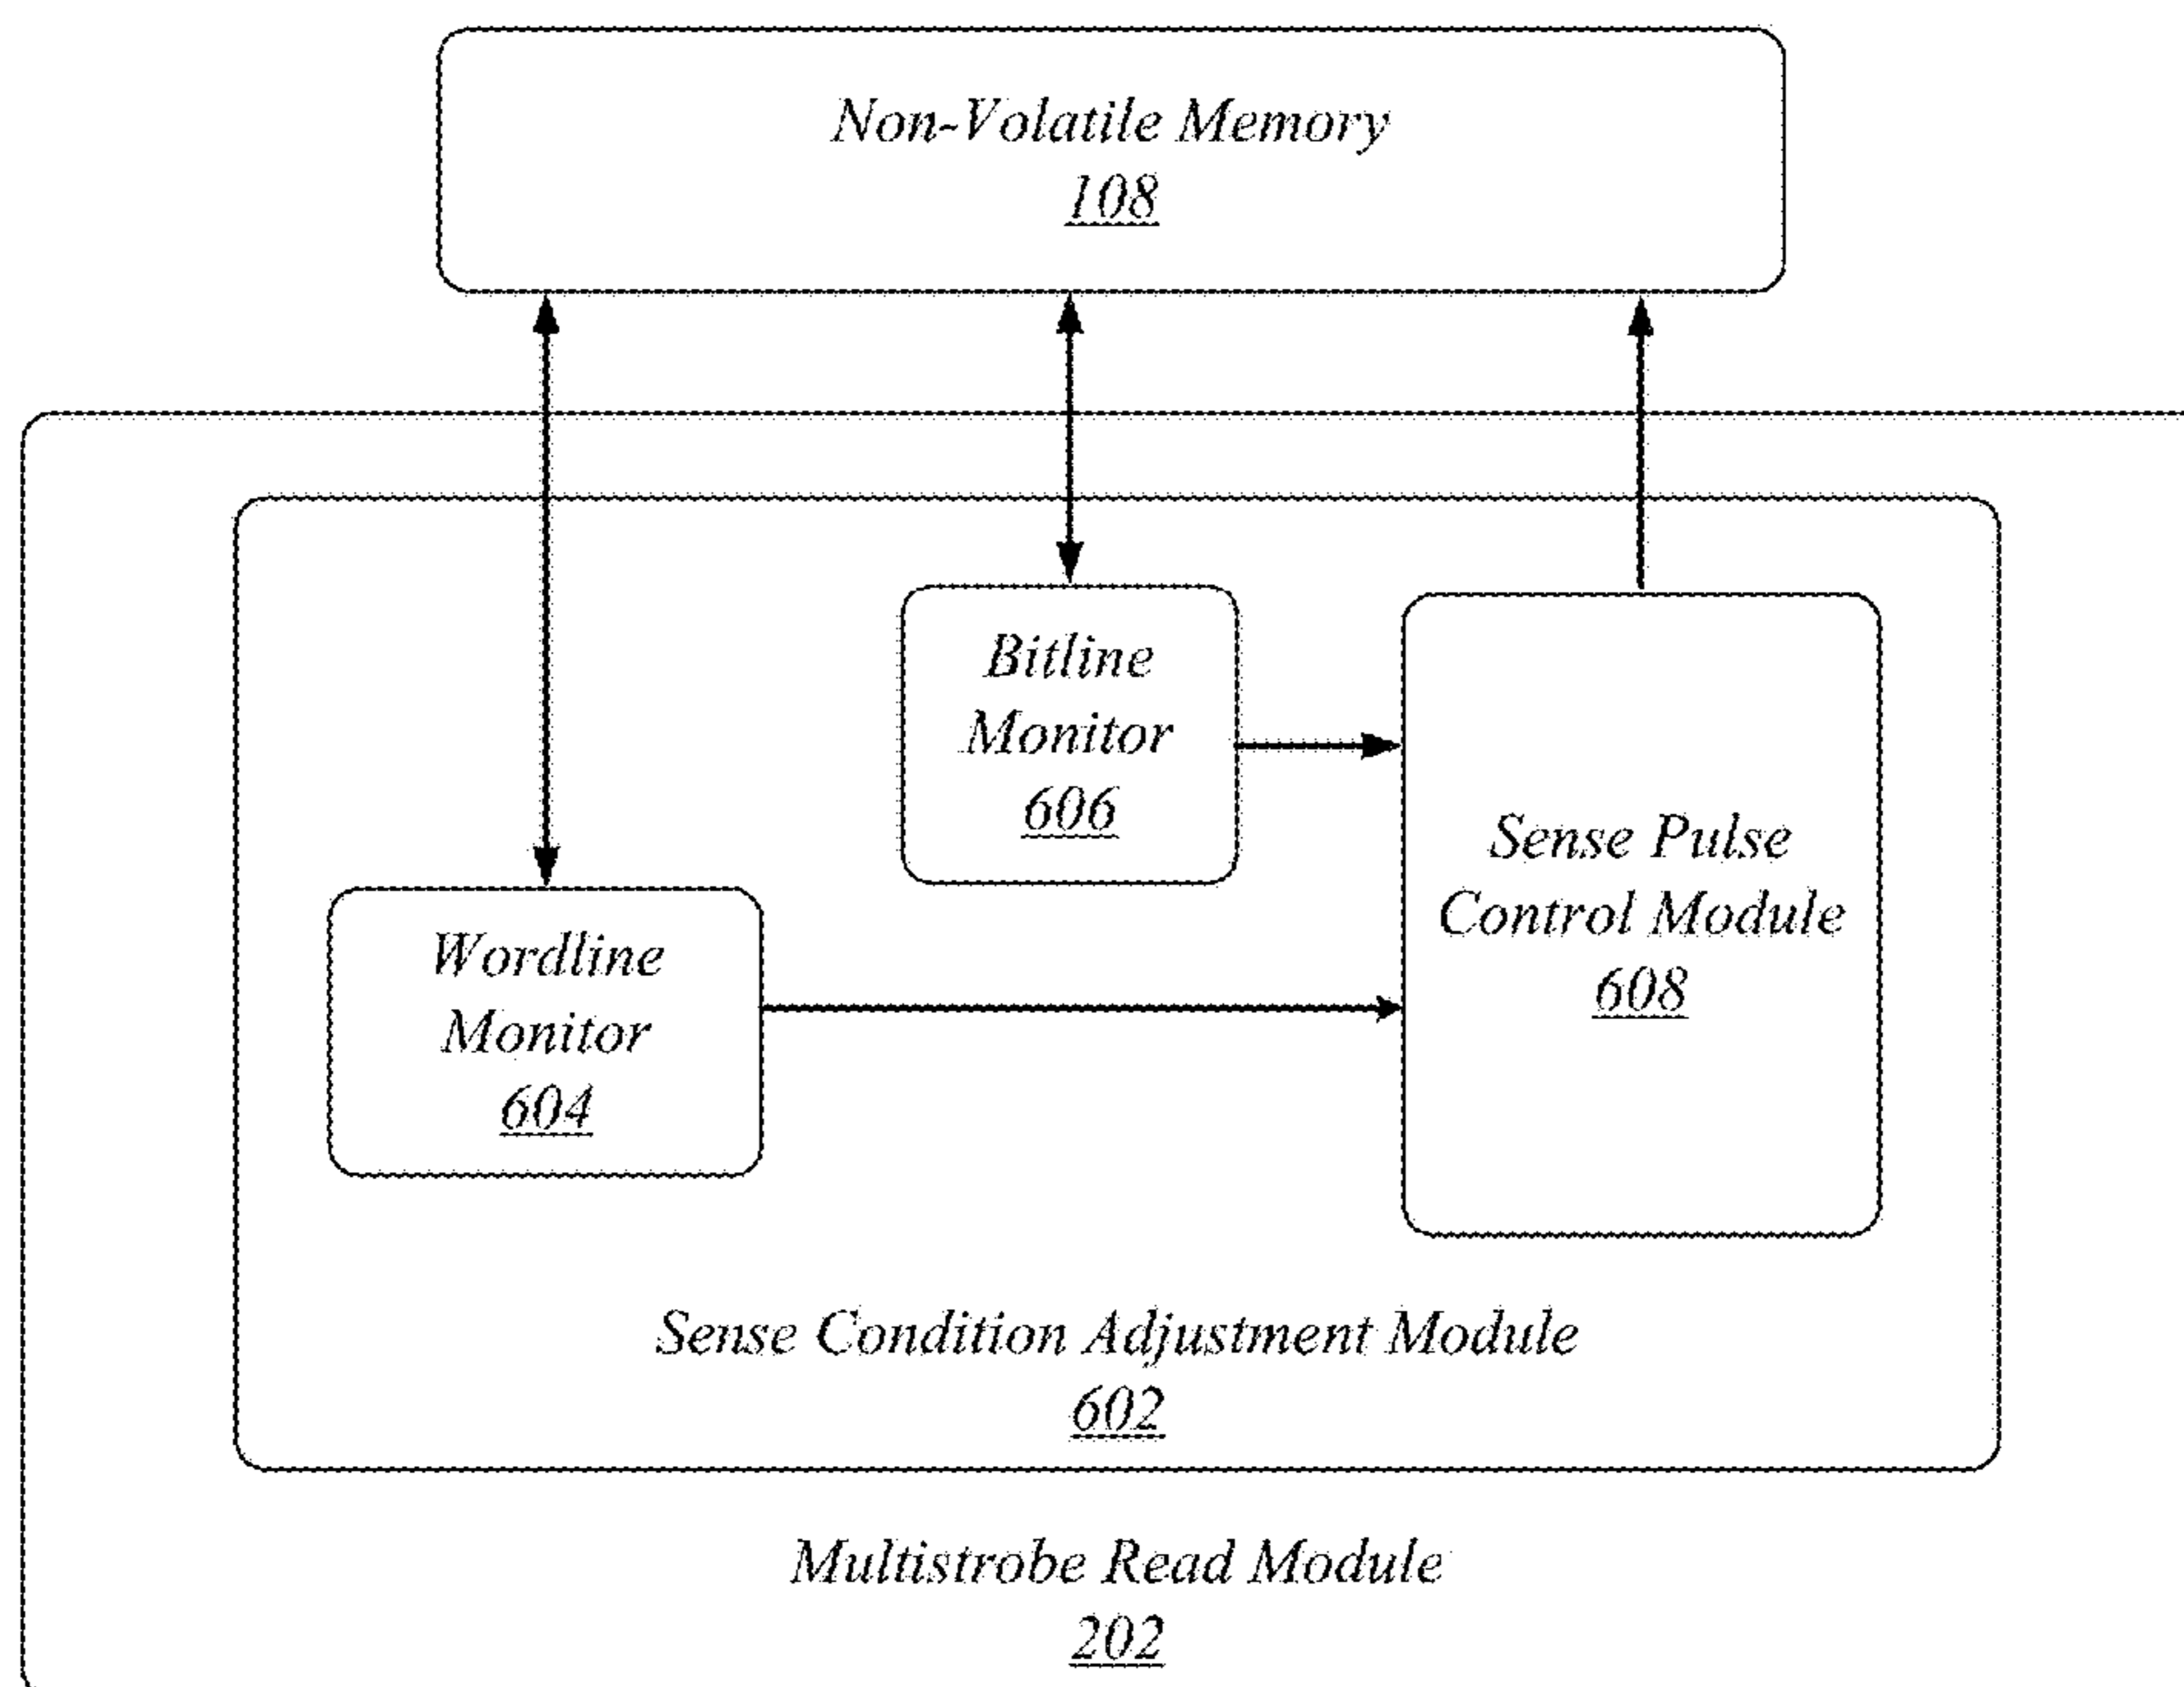 Non-Volatile Memory
108
Bitline
Monitor
606
Sense Pulse
Control Module
608
Wordline
Monitor
604
Sense Condition Adjustment Module
602
Multistrobe Read Module
202